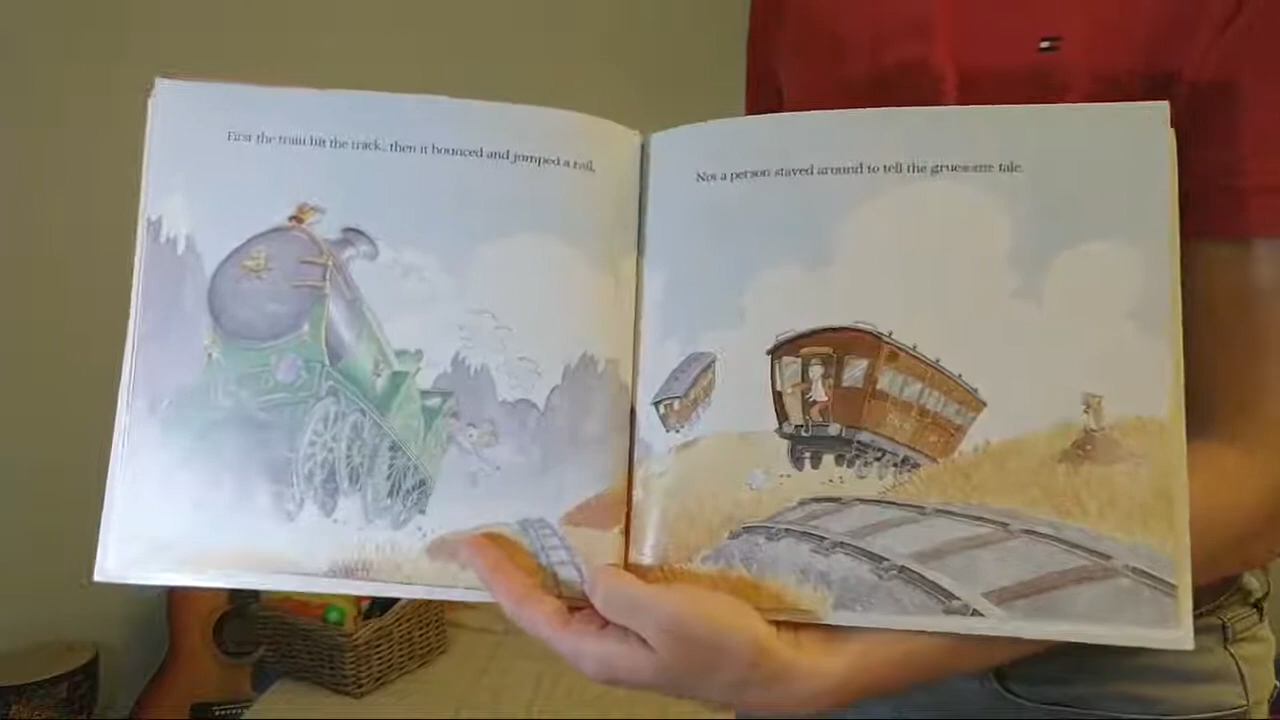 First the train hit the track, then it bounced and jumped a rail,
Not a person stayed around to tell the gruesome tale.